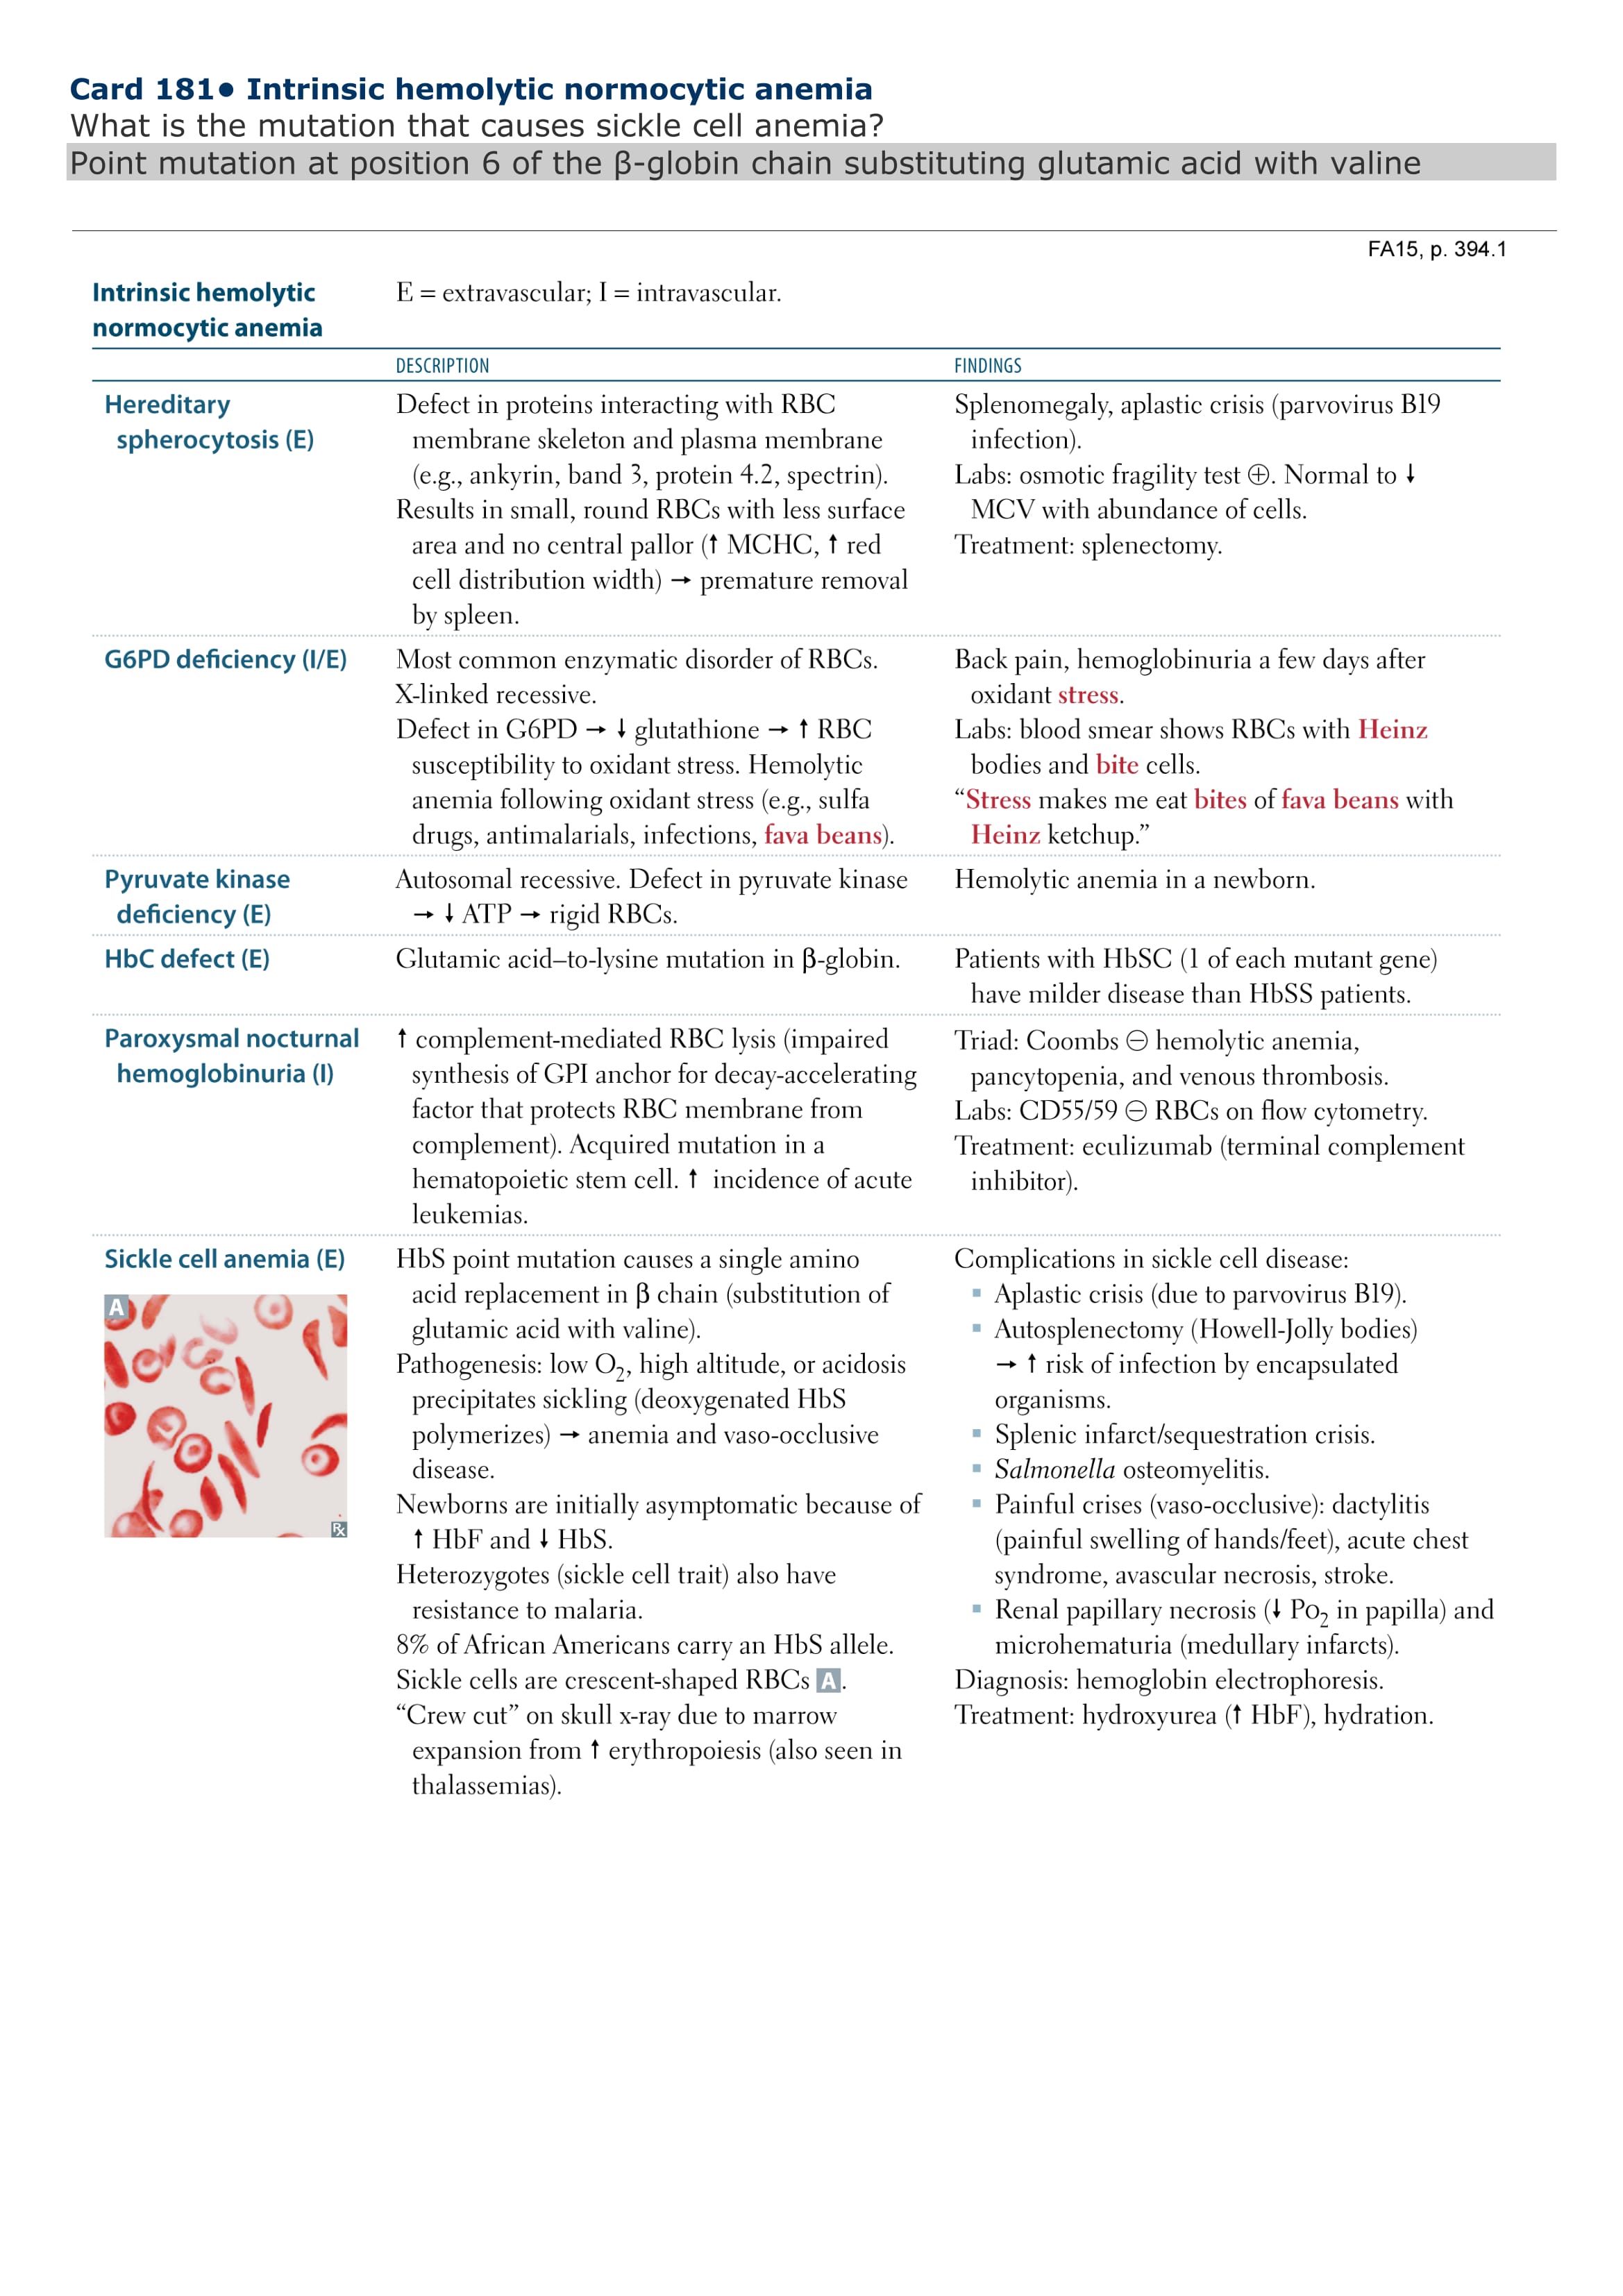 Card 181• Intrinsic hemolytic normocytic anemia
What is the mutation that causes sickle cell anemia?
Point mutation at position 6 of the β-globin chain substituting glutamic acid with valine
FA15, p. 394.1
Intrinsic hemolytic
normocytic anemia
E = extravascular; I = intravascular.
DESCRIPTION
FINDINGS
Hereditary
spherocytosis (E)
Defect in proteins interacting with RBC
membrane skeleton and plasma membrane
(e.g., ankyrin, band 3, protein 4.2, spectrin).
Results in small, round RBCs with less surface
area and no central pallor (↑ MCHC, ↑ red
cell distribution width) → premature removal
by spleen.
Splenomegaly, aplastic crisis (parvovirus B19
infection).
Labs: osmotic fragility test ⊕. Normal to ↓
MCV with abundance of cells.
Treatment: splenectomy.
G6PD deficiency (I/E)
Most common enzymatic disorder of RBCs.
X-linked recessive.
Defect in G6PD → ↓ glutathione → ↑ RBC
susceptibility to oxidant stress. Hemolytic
anemia following oxidant stress (e.g., sulfa
drugs, antimalarials, infections, fava beans).
Back pain, hemoglobinuria a few days after
oxidant stress.
Labs: blood smear shows RBCs with Heinz
bodies and bite cells.
“Stress makes me eat bites of fava beans with
Heinz ketchup.”
Pyruvate kinase
deficiency (E)
Autosomal recessive. Defect in pyruvate kinase
→ ↓ ATP → rigid RBCs.
Hemolytic anemia in a newborn.
HbC defect (E)
Glutamic acid–to-lysine mutation in β-globin.
Patients with HbSC (1 of each mutant gene)
have milder disease than HbSS patients.
Paroxysmal nocturnal
hemoglobinuria (I)
↑ complement-mediated RBC lysis (impaired
synthesis of GPI anchor for decay-accelerating
factor that protects RBC membrane from
complement). Acquired mutation in a
hematopoietic stem cell. ↑ incidence of acute
leukemias.
Triad: Coombs ⊖ hemolytic anemia,
pancytopenia, and venous thrombosis.
Labs: CD55/59 ⊖ RBCs on flow cytometry.
Treatment: eculizumab (terminal complement
inhibitor).
Sickle cell anemia (E)
A
℞
HbS point mutation causes a single amino
acid replacement in β chain (substitution of
glutamic acid with valine).
Pathogenesis: low O₂, high altitude, or acidosis
precipitates sickling (deoxygenated HbS
polymerizes) → anemia and vaso-occlusive
disease.
Newborns are initially asymptomatic because of
↑ HbF and ↓ HbS.
Heterozygotes (sickle cell trait) also have
resistance to malaria.
8% of African Americans carry an HbS allele.
Sickle cells are crescent-shaped RBCs A.
“Crew cut” on skull x-ray due to marrow
expansion from ↑ erythropoiesis (also seen in
thalassemias).
Complications in sickle cell disease:
▪ Aplastic crisis (due to parvovirus B19).
▪ Autosplenectomy (Howell-Jolly bodies)
→ ↑ risk of infection by encapsulated
organisms.
▪ Splenic infarct/sequestration crisis.
▪ Salmonella osteomyelitis.
▪ Painful crises (vaso-occlusive): dactylitis
(painful swelling of hands/feet), acute chest
syndrome, avascular necrosis, stroke.
▪ Renal papillary necrosis (↓ Po₂ in papilla) and
microhematuria (medullary infarcts).
Diagnosis: hemoglobin electrophoresis.
Treatment: hydroxyurea (↑ HbF), hydration.